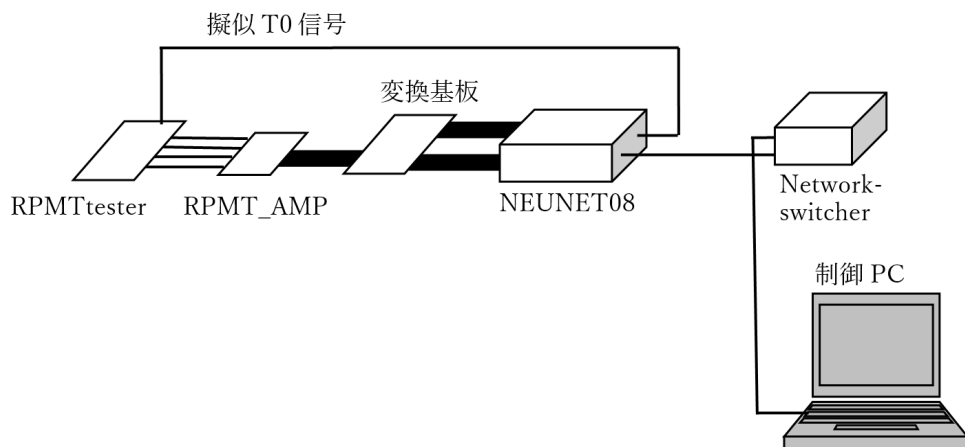 擬似 T0 信号
変換基板
RPMTtester
RPMT_AMP
NEUNET08
Network-
switcher
制御 PC